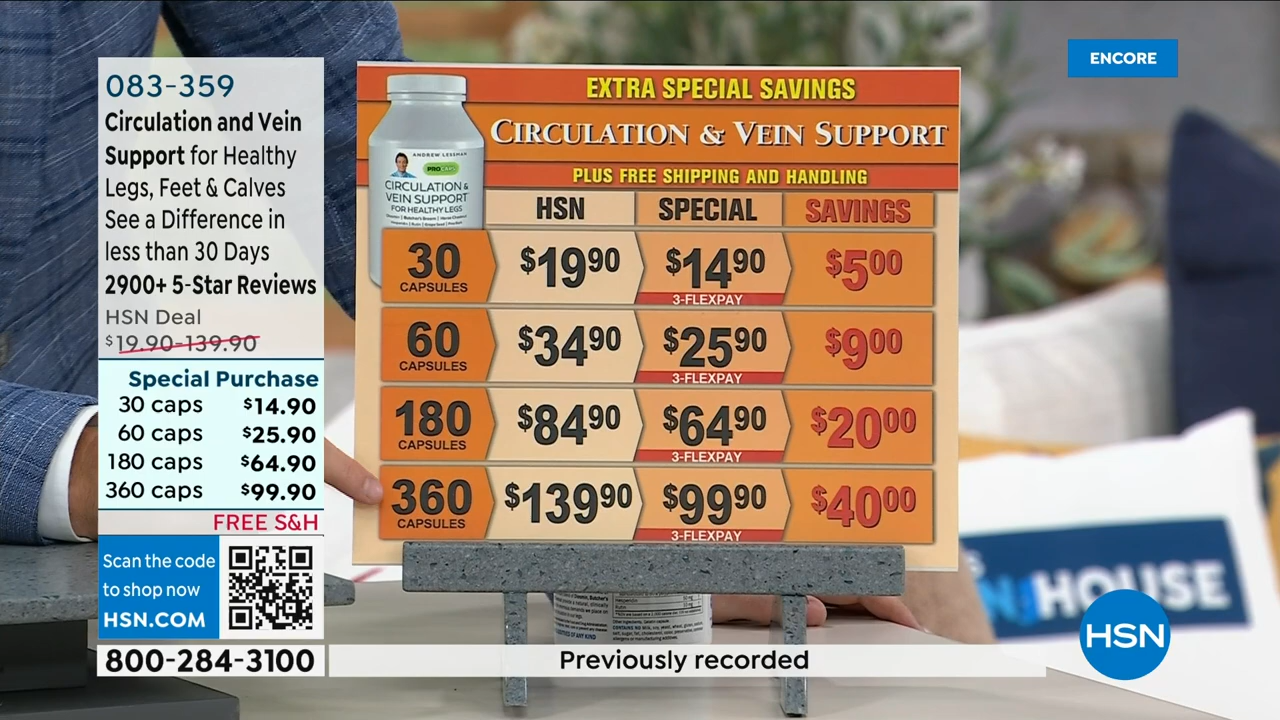 083-359
Circulation and Vein
Support for Healthy
Legs, Feet & Calves
See a Difference in
less than 30 Days
2900+ 5-Star Reviews
HSN Deal
$19.90-139.90
Special Purchase
30 caps $14.90
60 caps $25.90
180 caps $64.90
360 caps $99.90
FREE S&H
Scan the code
to shop now
HSN.COM
800-284-3100
Previously recorded
ENCORE
EXTRA SPECIAL SAVINGS
CIRCULATION & VEIN SUPPORT
PLUS FREE SHIPPING AND HANDLING
ANDREW LESSMAN
PROCAPS
CIRCULATION &
VEIN SUPPORT
FOR HEALTHY LEGS
HSN SPECIAL SAVINGS
30 CAPSULES $19.90 $14.90 $5.00
3-FLEXPAY
60 CAPSULES $34.90 $25.90 $9.00
3-FLEXPAY
180 CAPSULES $84.90 $64.90 $20.00
3-FLEXPAY
360 CAPSULES $139.90 $99.90 $40.00
3-FLEXPAY
HOUSE
HSN